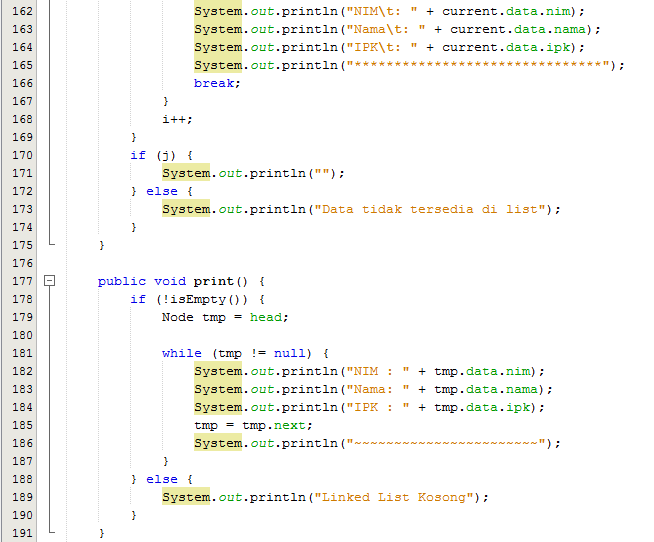 162                 System.out.println("NIM\t: " + current.data.nim);
163                 System.out.println("Nama\t: " + current.data.nama);
164                 System.out.println("IPK\t: " + current.data.ipk);
165                 System.out.println("*******************************");
166                 break;
167             }
168             i++;
169         }
170         if (j) {
171             System.out.println("");
172         } else {
173             System.out.println("Data tidak tersedia di list");
174         }
175     }
176
177     public void print() {
178         if (!isEmpty()) {
179             Node tmp = head;
180
181             while (tmp != null) {
182                 System.out.println("NIM : " + tmp.data.nim);
183                 System.out.println("Nama: " + tmp.data.nama);
184                 System.out.println("IPK : " + tmp.data.ipk);
185                 tmp = tmp.next;
186                 System.out.println("~~~~~~~~~~~~~~~~~~~~~~~");
187             }
188         } else {
189             System.out.println("Linked List Kosong");
190         }
191     }